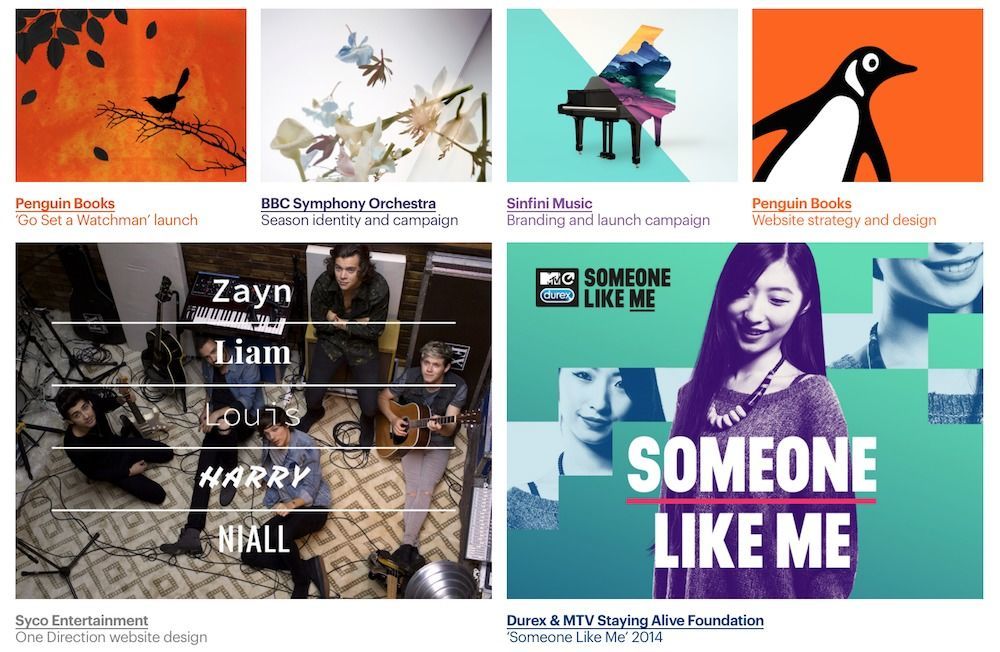 Penguin Books
‘Go Set a Watchman’ launch
BBC Symphony Orchestra
Season identity and campaign
Sinfini Music
Branding and launch campaign
Penguin Books
Website strategy and design
Zayn
Liam
Louis
HARRY
NIALL
MTV
durex
SOMEONE
LIKE ME
SOMEONE
LIKE ME
Syco Entertainment
One Direction website design
Durex & MTV Staying Alive Foundation
‘Someone Like Me’ 2014